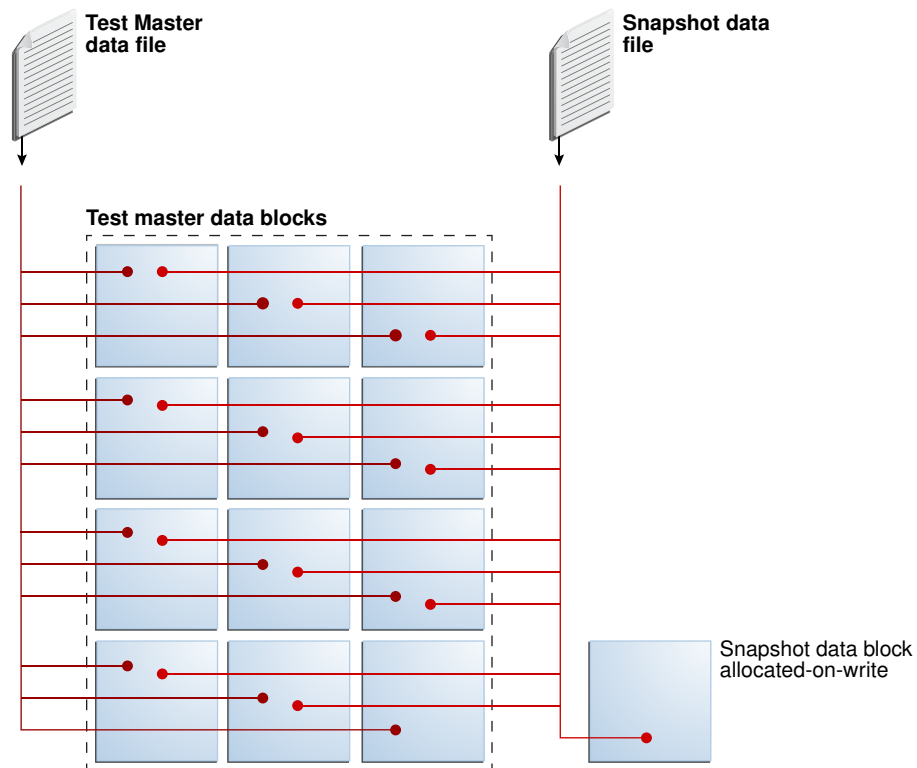 Test Master
data file
Snapshot data
file
Test master data blocks
Snapshot data block
allocated-on-write